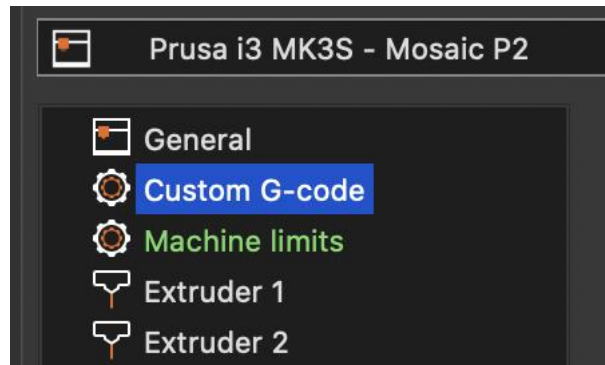 Prusa i3 MK3S - Mosaic P2
General
Custom G-code
Machine limits
Extruder 1
Extruder 2